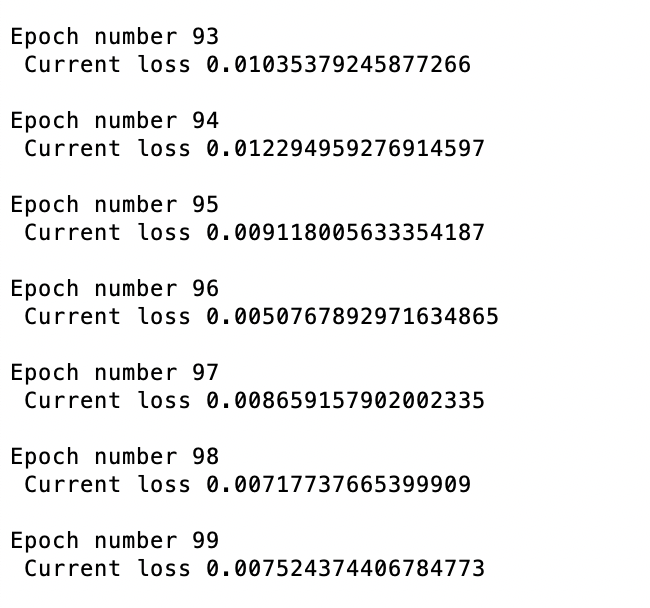 Epoch number 93
Current loss 0.01035379245877266
Epoch number 94
Current loss 0.012294959276914597
Epoch number 95
Current loss 0.009118005633354187
Epoch number 96
Current loss 0.0050767892971634865
Epoch number 97
Current loss 0.008659157902002335
Epoch number 98
Current loss 0.00717737665399909
Epoch number 99
Current loss 0.0075243744067847​73